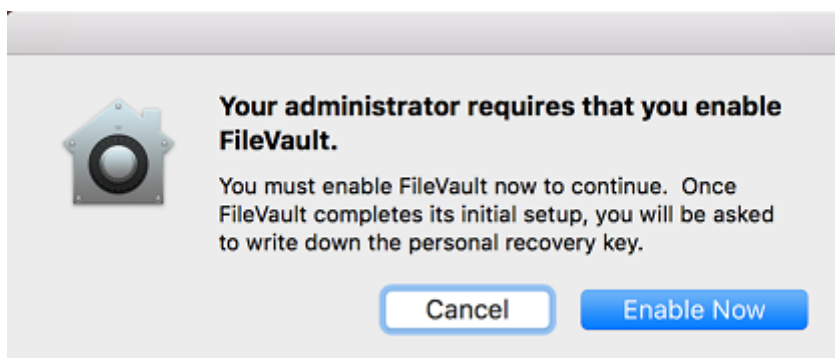 Your administrator requires that you enable
FileVault.
You must enable FileVault now to continue.  Once
FileVault completes its initial setup, you will be asked
to write down the personal recovery key.
Cancel
Enable Now